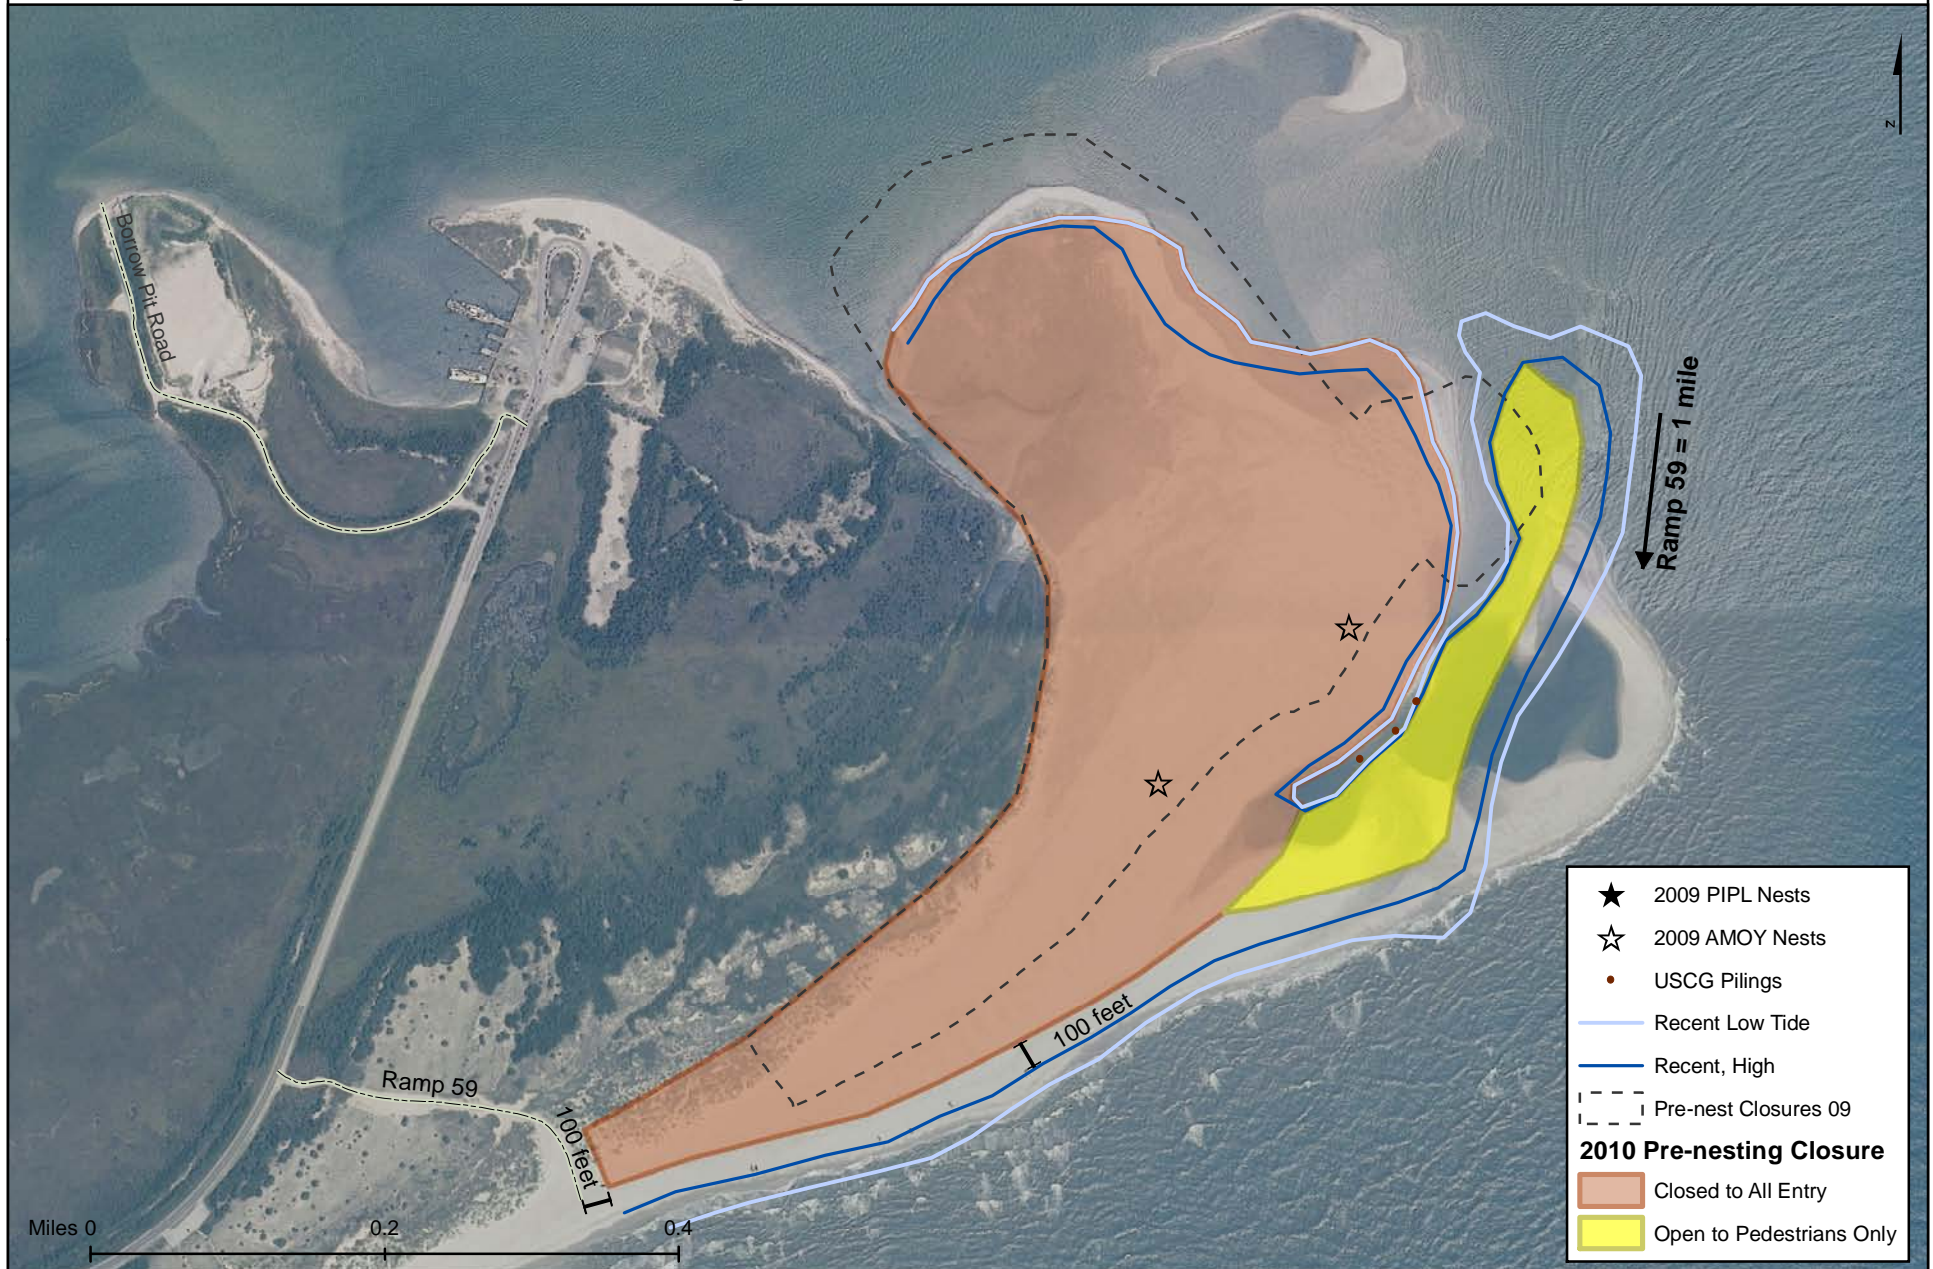 z
Borrow Pit Road
Ramp 59 = 1 mile
100 feet
Ramp 59
100 feet
Miles 0 0.2 0.4
2009 PIPL Nests
2009 AMOY Nests
USCG Pilings
Recent Low Tide
Recent, High
Pre-nest Closures 09
2010 Pre-nesting Closure
Closed to All Entry
Open to Pedestrians Only